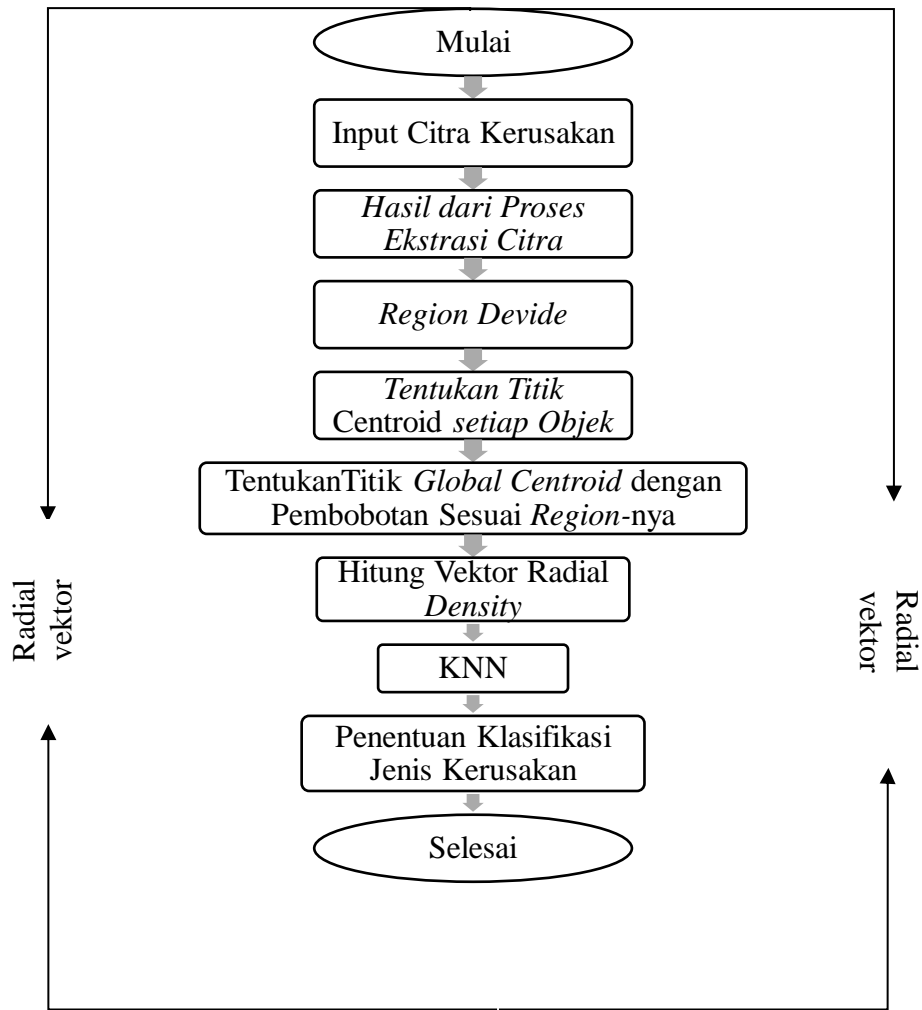 Mulai
Input Citra Kerusakan
Hasil dari Proses
Ekstrasi Citra
Region Devide
Tentukan Titik
Centroid setiap Objek
TentukanTitik Global Centroid dengan
Pembobotan Sesuai Region-nya
Hitung Vektor Radial
Density
KNN
Penentuan Klasifikasi
Jenis Kerusakan
Selesai
Radial
vektor
Radial
vektor